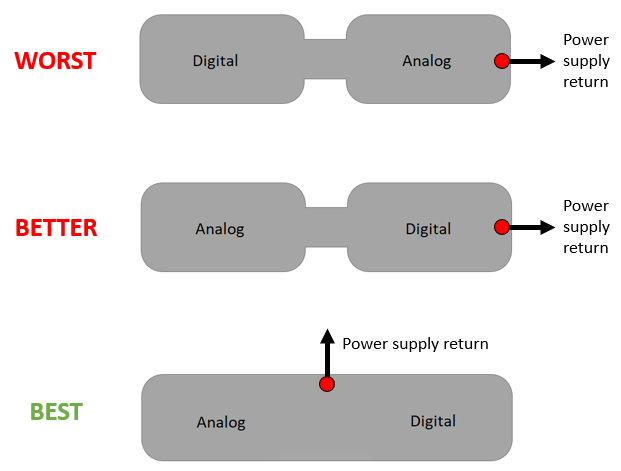 WORST
Digital
Analog
Power
supply
return
BETTER
Analog
Digital
Power
supply
return
Power supply return
BEST
Analog
Digital